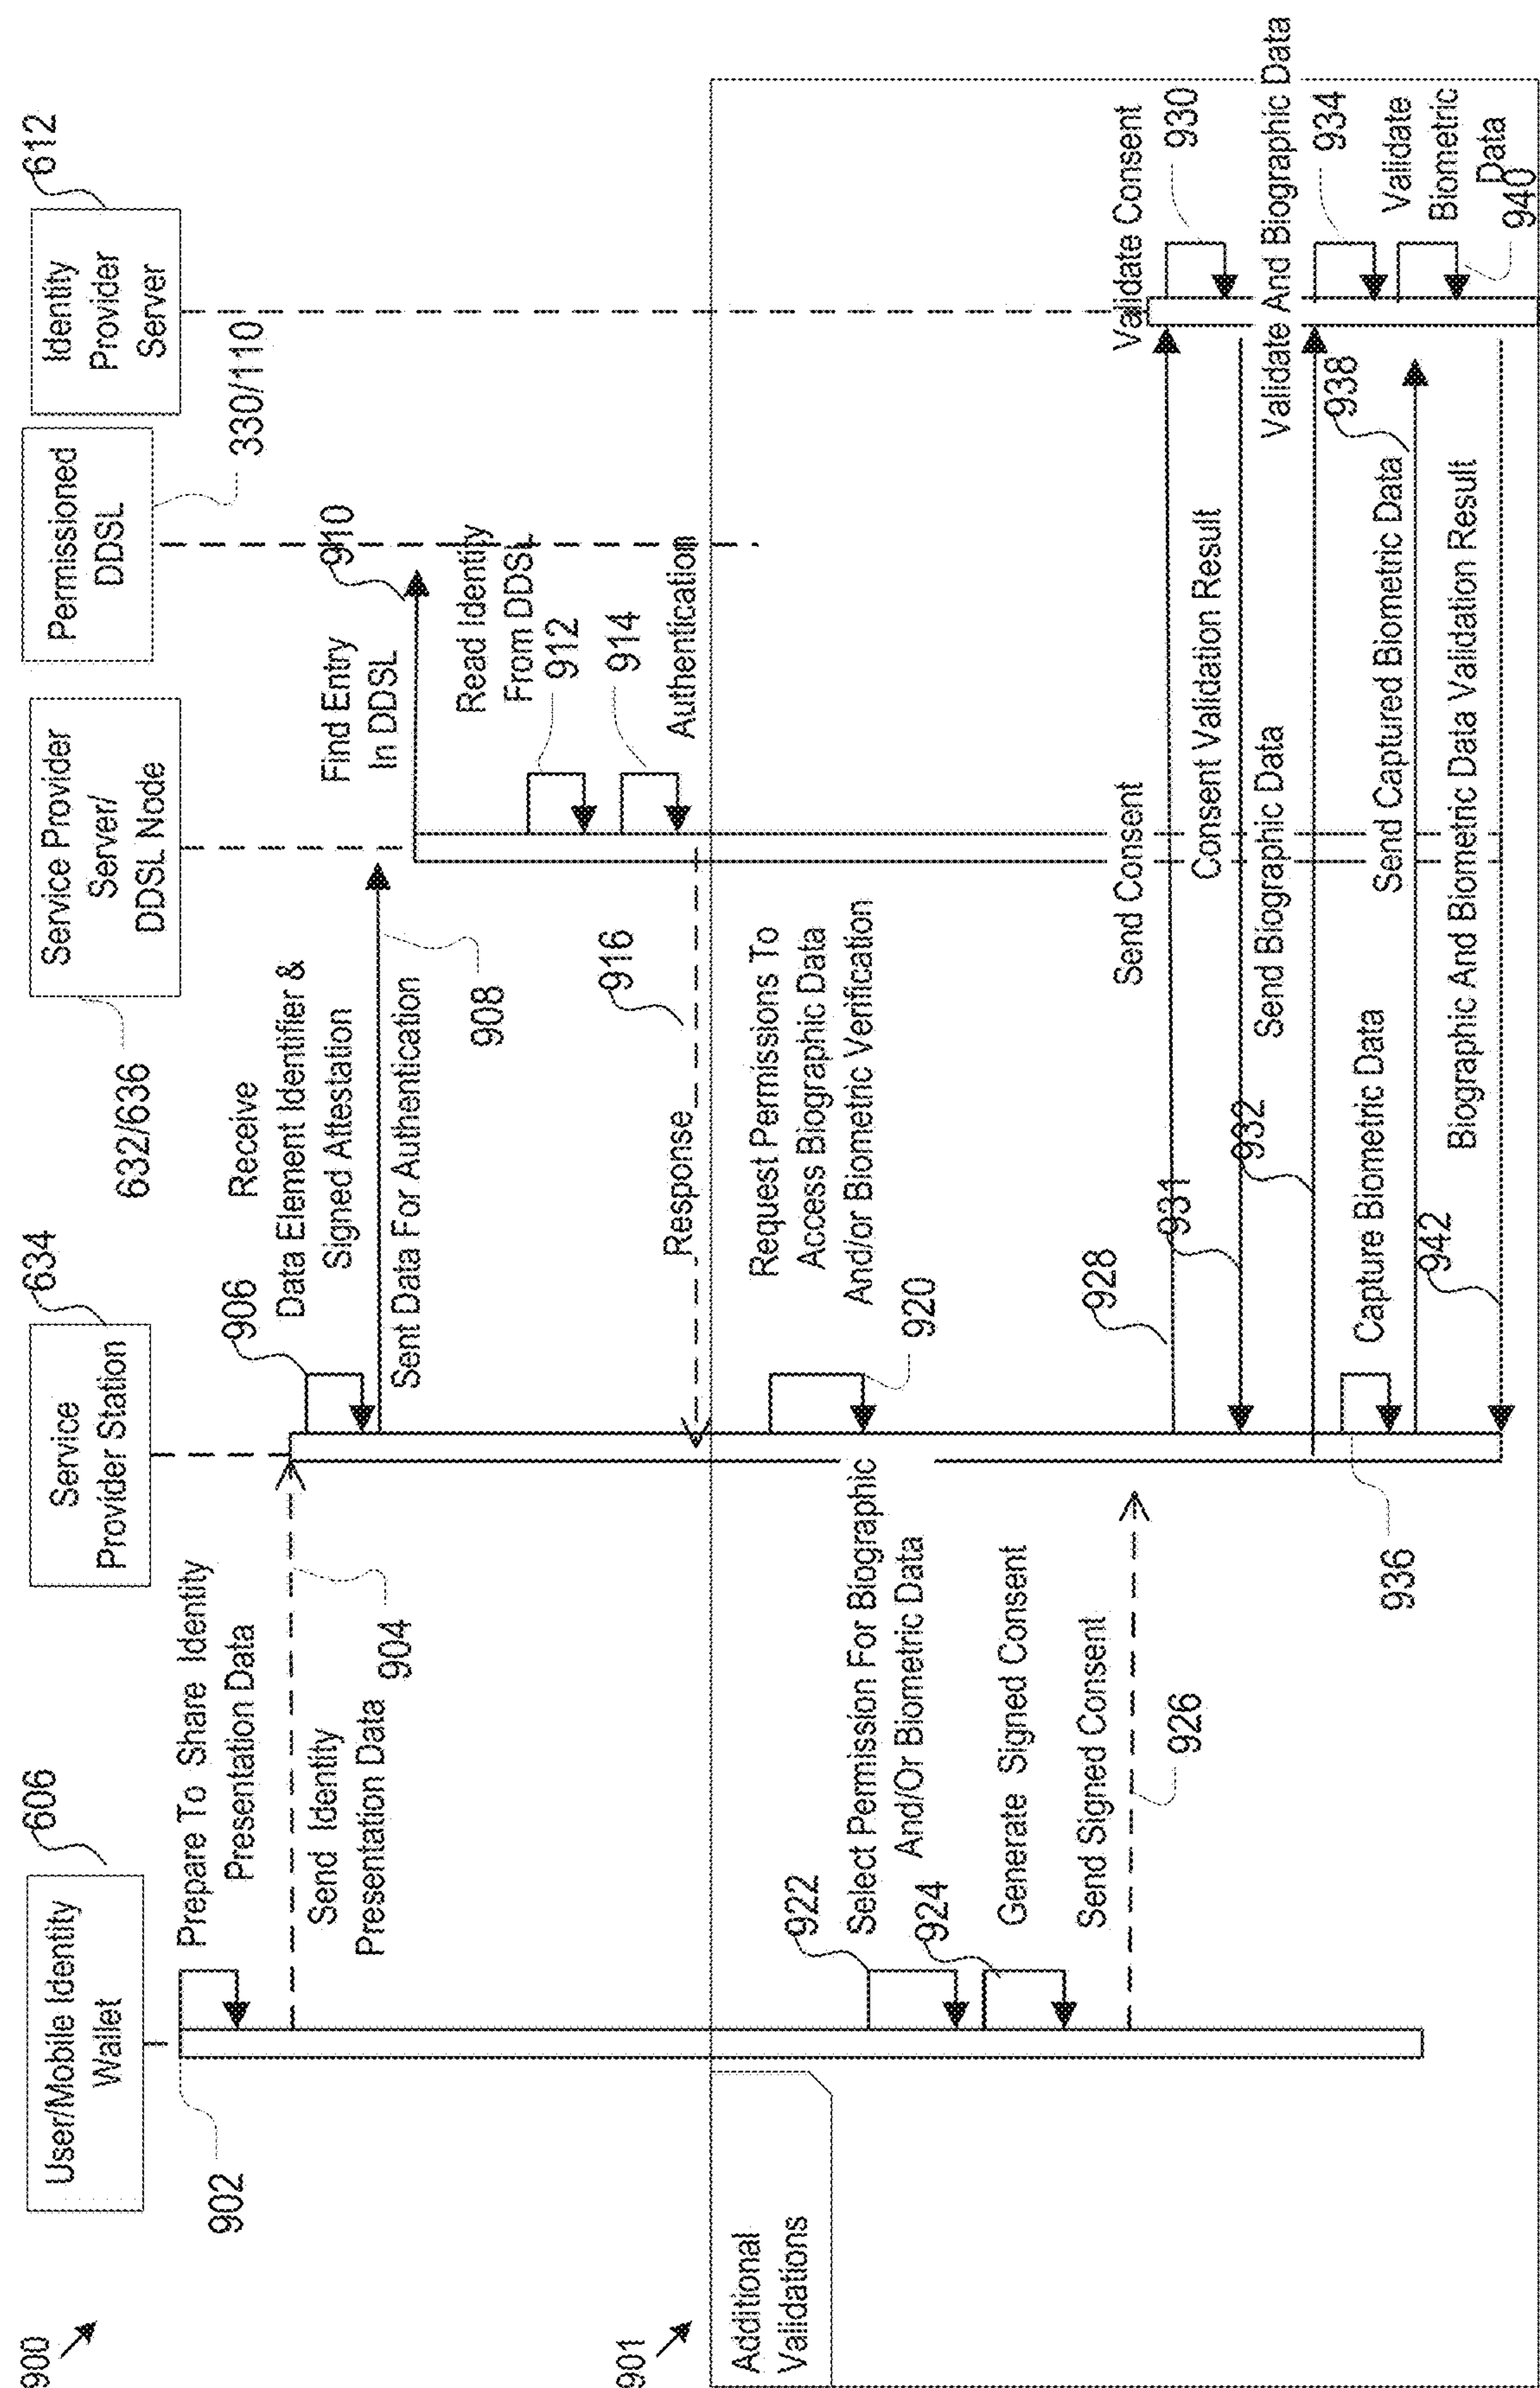 900
User/Mobile Identity
Wallet
606
Service
Provider Station
634
Service Provider
Server/
DDSL Node
632/636
Permissioned
DDSL
330/110
Identity
Provider
Server
612
902
Prepare To Share Identity
Presentation Data
Send Identity
Presentation Data
904
906
Receive
Data Element Identifier &
Signed Attestation
Sent Data For Authentication
908
Find Entry
In DDSL
910
Read Identity
From DDSL
912
914
Authentication
916
Response
901
Additional
Validations
Request Permissions To
Access Biographic Data
And/or Biometric Verification
920
922
Select Permission For Biographic
And/Or Biometric Data
924
Generate Signed Consent
Send Signed Consent
926
928
Send Consent
Validate Consent
930
931
Consent Validation Result
932
Send Biographic Data
Validate And Biographic Data
934
Capture Biometric Data
936
938
Send Captured Biometric Data
Validate
Biometric
Data
940
942
Biographic And Biometric Data Validation Result